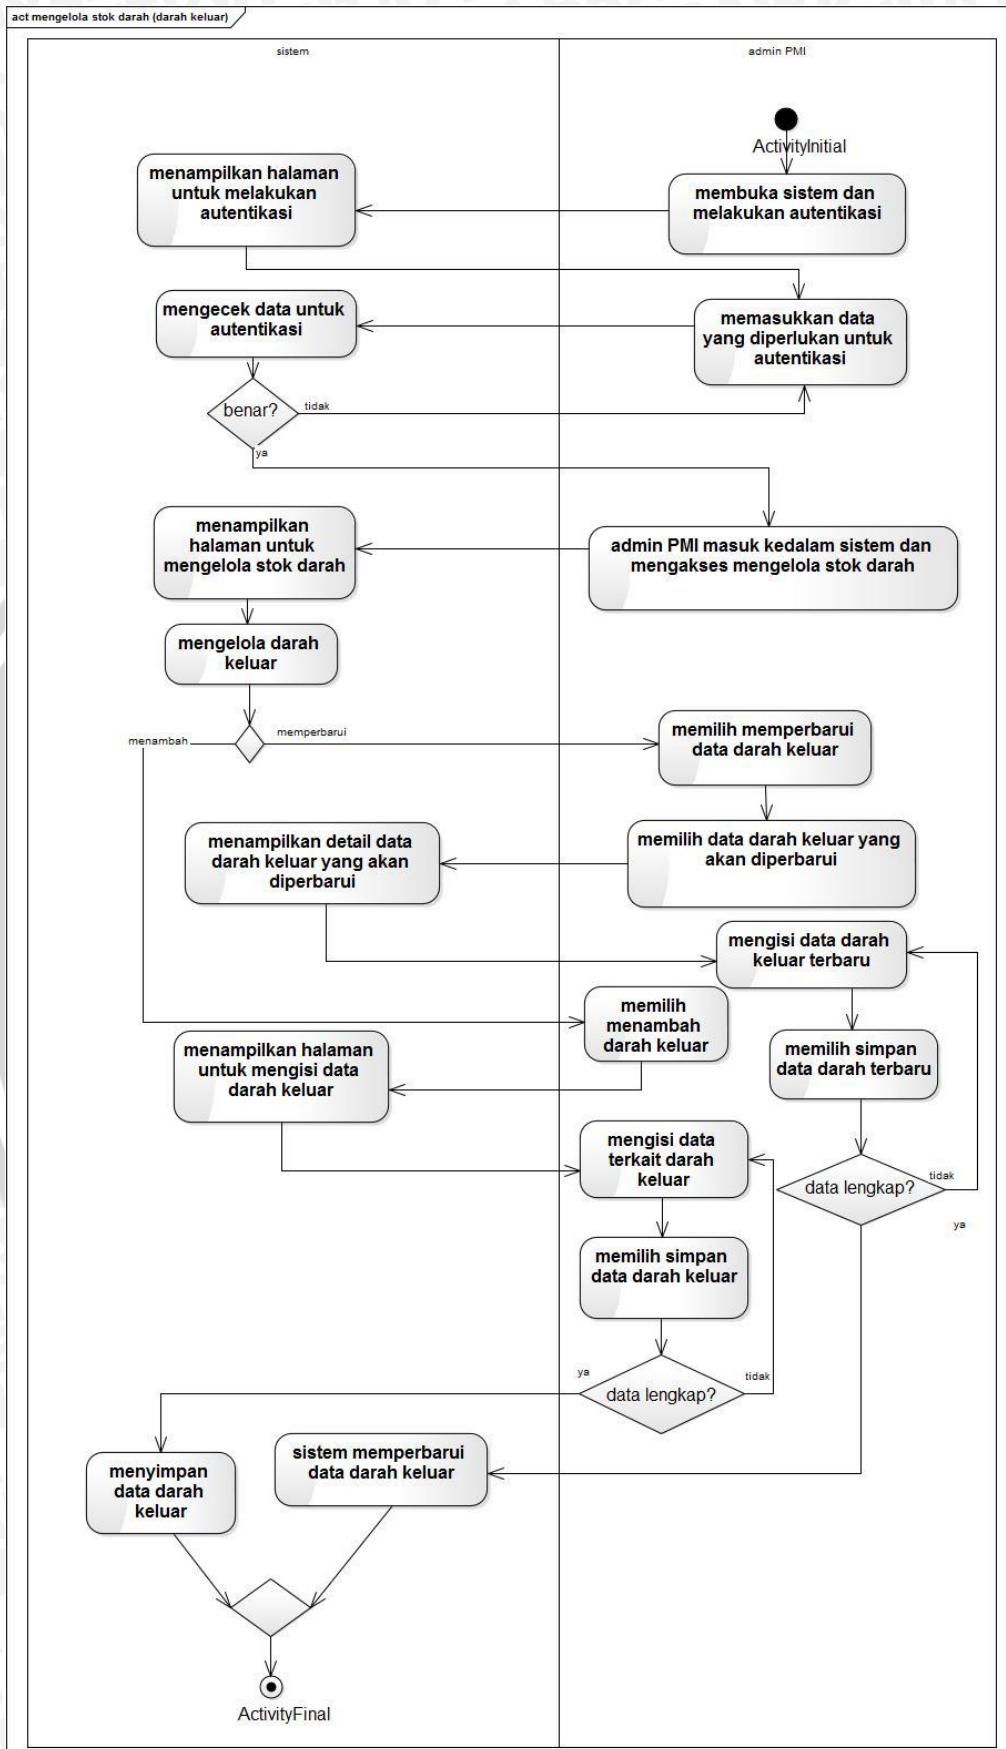 act mengelola stok darah (darah keluar)
sistem
admin PMI
ActivityInitial
menampilkan halaman
untuk melakukan
autentikasi
membuka sistem dan
melakukan autentikasi
mengecek data untuk
autentikasi
memasukkan data
yang diperlukan untuk
autentikasi
benar?
tidak
ya
menampilkan
halaman untuk
mengelola stok darah
admin PMI masuk kedalam sistem dan
mengakses mengelola stok darah
mengelola darah
keluar
menambah
memperbarui
memilih memperbarui
data darah keluar
menampilkan detail data
darah keluar yang akan
diperbarui
memilih data darah keluar yang
akan diperbarui
mengisi data darah
keluar terbaru
memilih
menambah
darah keluar
menampilkan halaman
untuk mengisi data
darah keluar
memilih simpan
data darah terbaru
mengisi data
terkait darah
keluar
data lengkap?
tidak
ya
memilih simpan
data darah keluar
ya
data lengkap?
tidak
menyimpan
data darah
keluar
sistem memperbarui
data darah keluar
ActivityFinal